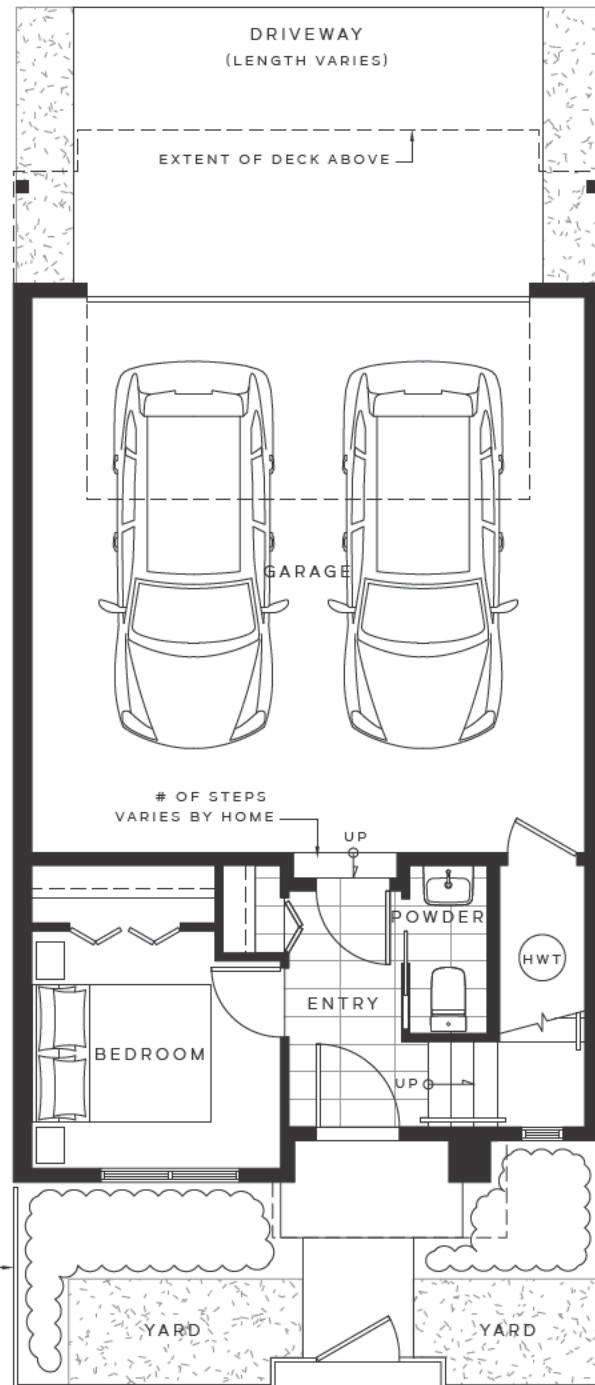 DRIVEWAY
(LENGTH VARIES)
EXTENT OF DECK ABOVE
GARAGE
# OF STEPS
VARIES BY HOME
UP
POWDER
HWT
ENTRY
BEDROOM
UP
YARD
YARD